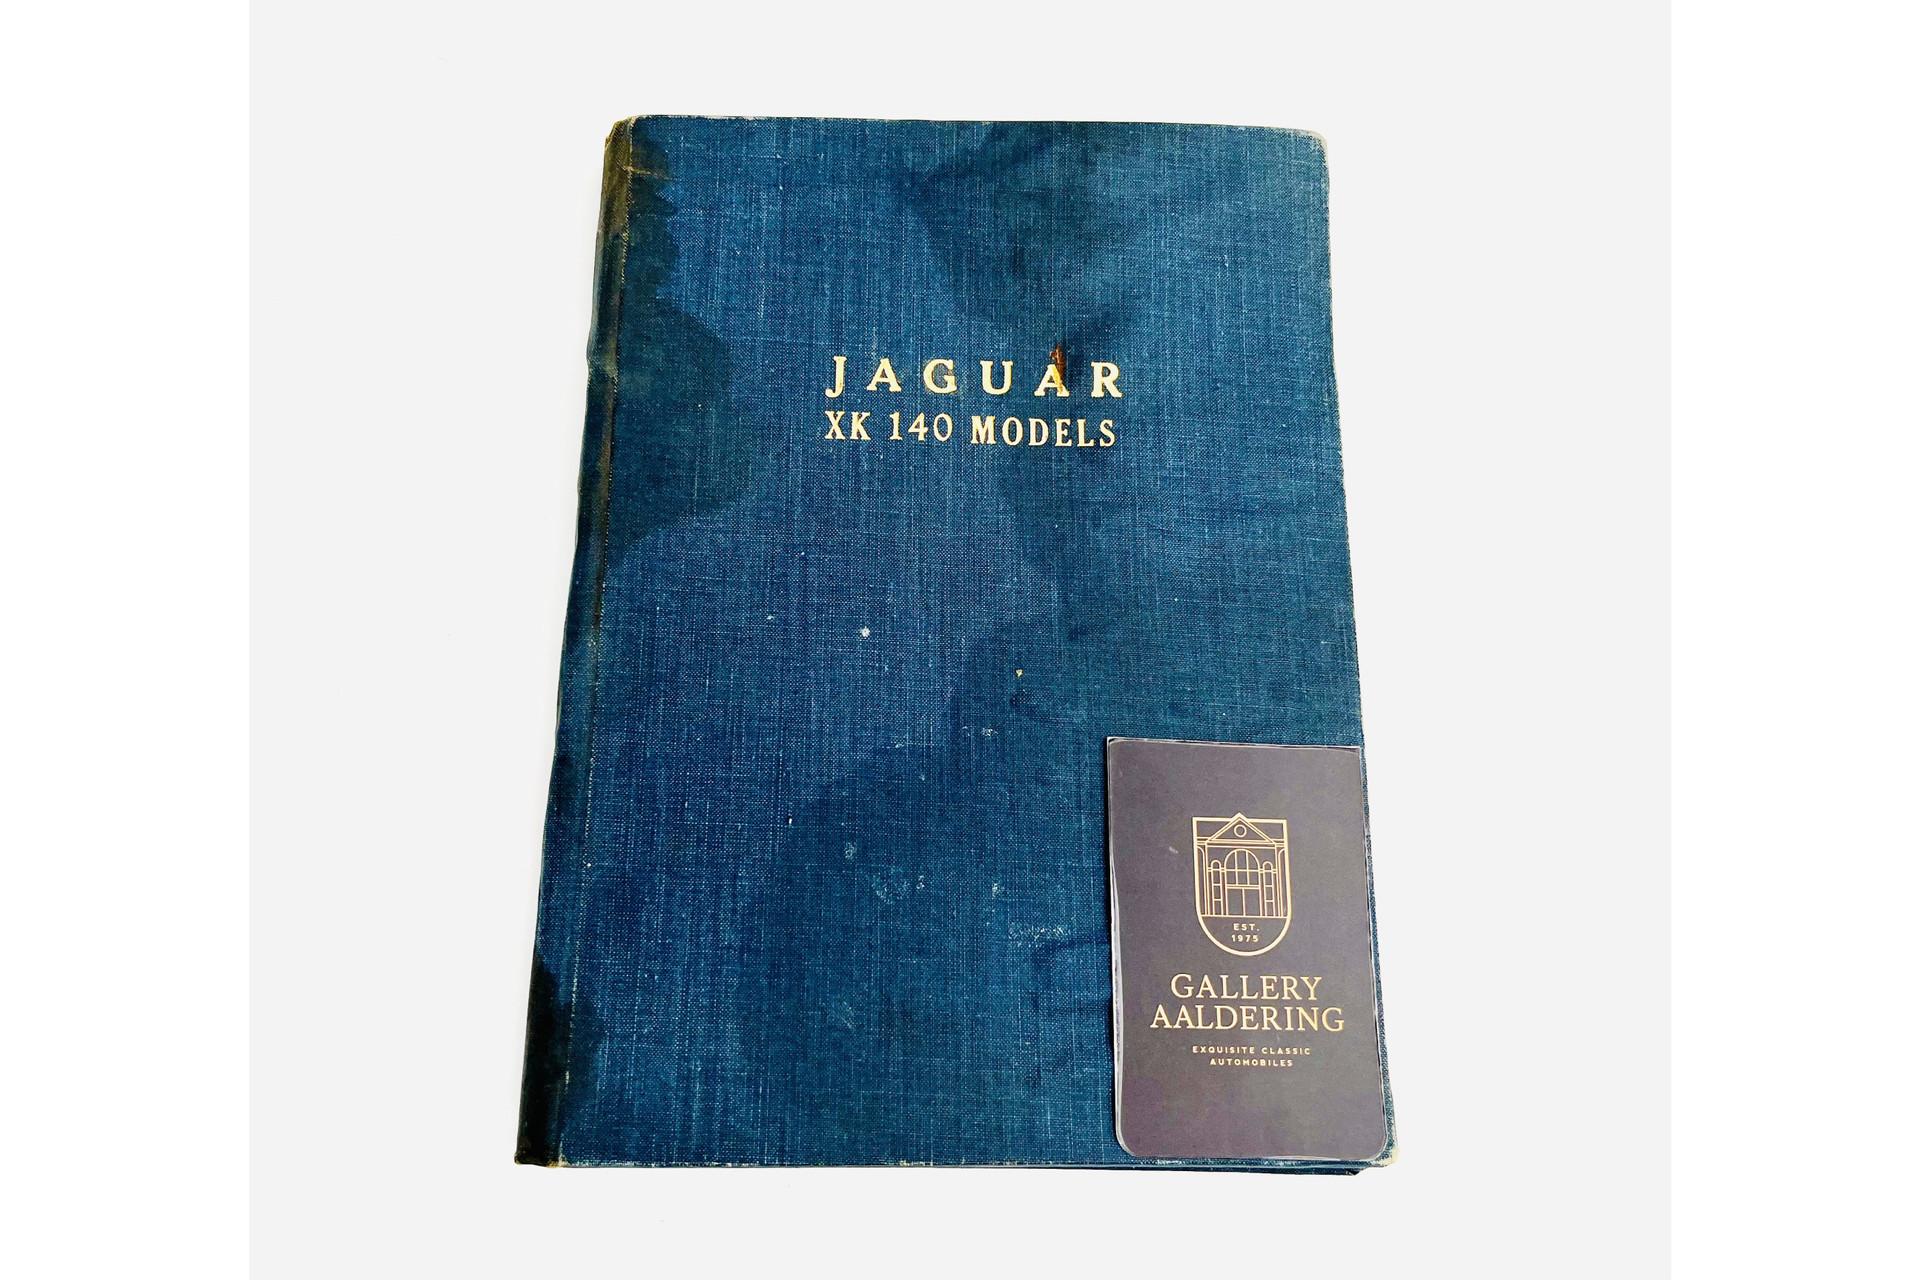 JAGUAR
XK 140 MODELS
EST.
1975
GALLERY
AALDERING
EXQUISITE CLASSIC
AUTOMOBILES